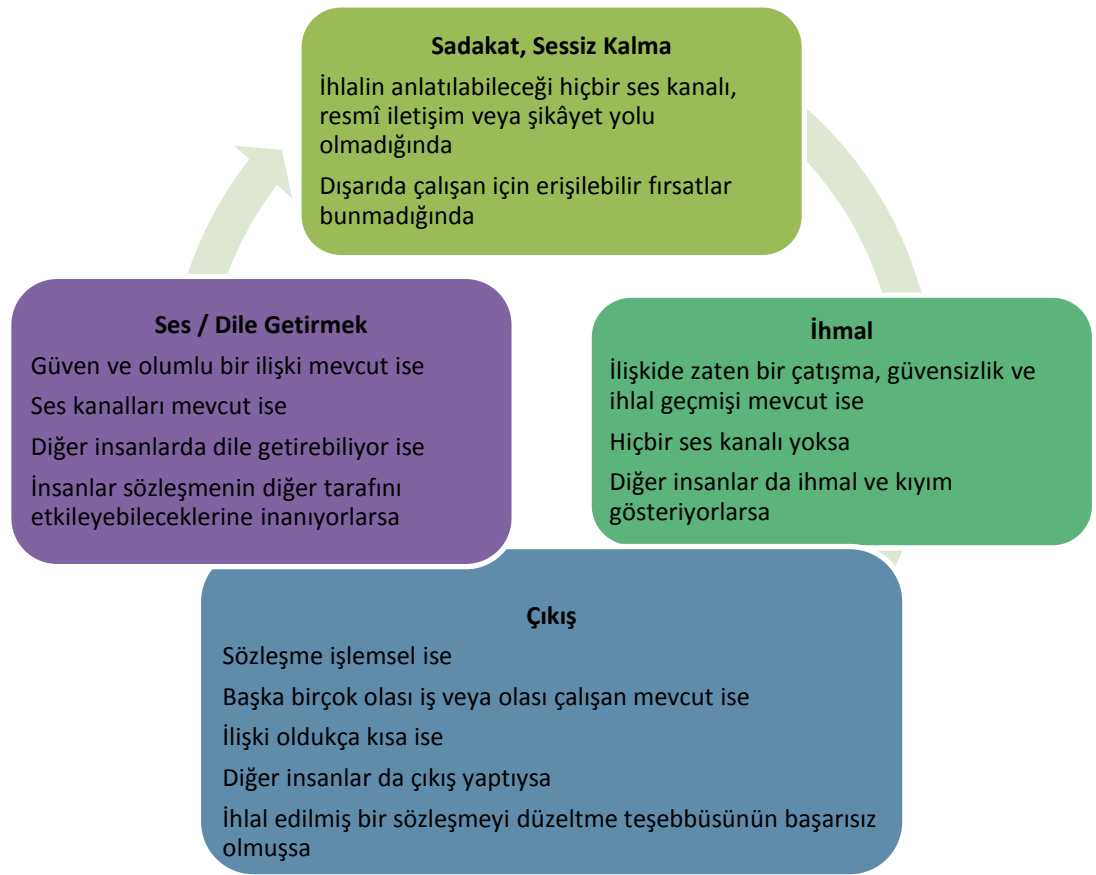 Sadakat, Sessiz Kalma
İhlalin anlatılabileceği hiçbir ses kanalı,
resmî iletişim veya şikâyet yolu
olmadığında
Dışarıda çalışan için erişilebilir fırsatlar
bunmadığında
Ses / Dile Getirmek
Güven ve olumlu bir ilişki mevcut ise
Ses kanalları mevcut ise
Diğer insanlarda dile getirebiliyor ise
İnsanlar sözleşmenin diğer tarafını
etkileyebileceklerine inanıyorlarsa
İhmal
İlişkide zaten bir çatışma, güvensizlik ve
ihlal geçmişi mevcut ise
Hiçbir ses kanalı yoksa
Diğer insanlar da ihmal ve kıyım
gösteriyorlarsa
Çıkış
Sözleşme işlemsel ise
Başka birçok olası iş veya olası çalışan mevcut ise
İlişki oldukça kısa ise
Diğer insanlar da çıkış yaptıysa
İhlal edilmiş bir sözleşmeyi düzeltme teşebbüsünün başarısız
olmuşsa